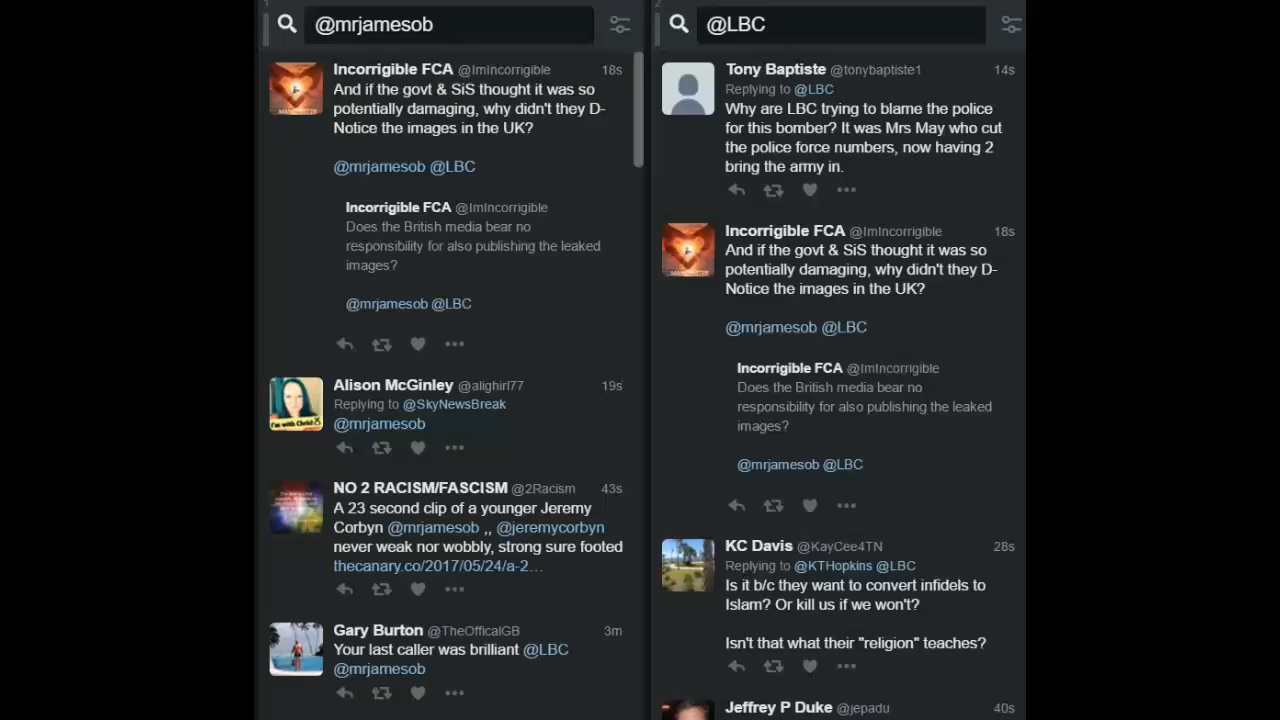 1
@mrjamesob
Incorrigible FCA @ImIncorrigible 18s
And if the govt & SiS thought it was so
potentially damaging, why didn't they D-
Notice the images in the UK?
@mrjamesob @LBC
Incorrigible FCA @ImIncorrigible
Does the British media bear no
responsibility for also publishing the leaked
images?
@mrjamesob @LBC
Alison McGinley @alighirl77 19s
Replying to @SkyNewsBreak
@mrjamesob
I'm with Christ
NO 2 RACISM/FASCISM @2Racism 43s
A 23 second clip of a younger Jeremy
Corbyn @mrjamesob ,, @jeremycorbyn
never weak nor wobbly, strong sure footed
thecanary.co/2017/05/24/a-2…
Gary Burton @TheOfficalGB 3m
Your last caller was brilliant @LBC
@mrjamesob
2
@LBC
Tony Baptiste @tonybaptiste1 14s
Replying to @LBC
Why are LBC trying to blame the police
for this bomber? It was Mrs May who cut
the police force numbers, now having 2
bring the army in.
Incorrigible FCA @ImIncorrigible 18s
And if the govt & SiS thought it was so
potentially damaging, why didn't they D-
Notice the images in the UK?
@mrjamesob @LBC
Incorrigible FCA @ImIncorrigible
Does the British media bear no
responsibility for also publishing the leaked
images?
@mrjamesob @LBC
KC Davis @KayCee4TN 28s
Replying to @KTHopkins @LBC
Is it b/c they want to convert infidels to
Islam? Or kill us if we won't?
Isn't that what their "religion" teaches?
Jeffrey P Duke @jepadu 40s